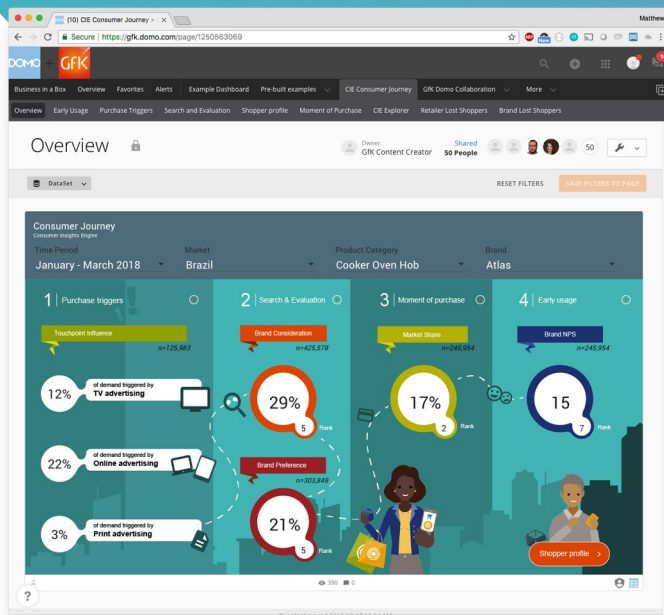 (10) CIE Consumer Journey >
Matthew
Secure | https://gfk.domo.com/page/1250563069
New
DOMO + GfK
Business in a Box Overview Favorites Alerts Example Dashboard Pre-built examples CIE Consumer Journey GfK Domo Collaboration More
Overview Early Usage Purchase Triggers Search and Evaluation Shopper profile Moment of Purchase CIE Explorer Retailer Lost Shoppers Brand Lost Shoppers
Overview
Owner
GfK Content Creator
Shared
50 People
50
DataSet
RESET FILTERS
SAVE FILTERS TO PAGE
Consumer Journey
Consumer Insights Engine
Time Period Market Product Category Brand
January - March 2018 Brazil Cooker Oven Hob Atlas
1 | Purchase triggers
Touchpoint Influence
n=125,983
12%
of demand triggered by
TV advertising
22%
of demand triggered by
Online advertising
3%
of demand triggered by
Print advertising
2 | Search & Evaluation
Brand Consideration
n=425,578
29%
5 Rank
Brand Preference
n=303,849
21%
5 Rank
3 | Moment of purchase
Market Share
n=245,954
17%
2 Rank
4 | Early usage
Brand NPS
n=245,954
15
7 Rank
Shopper profile >
390 0
?